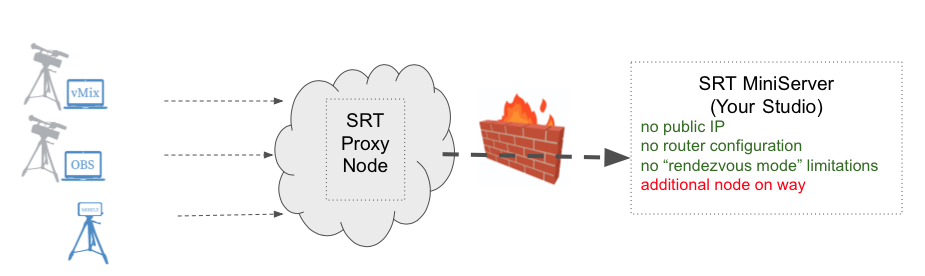 vMix
OBS
SRT
Proxy
Node
SRT MiniServer
(Your Studio)
no public IP
no router configuration
no “rendezvous mode” limitations
additional node on way